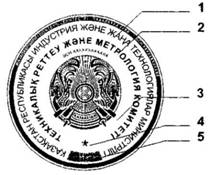 ҚАЗАҚСТАН РЕСПУБЛИКАСЫ ИНДУСТРИЯ ЖӘНЕ ЖАҢА ТЕХНОЛОГИЯЛАР МИНИСТРЛІГІ
ТЕХНИКАЛЫҚ РЕТТЕУ ЖӘНЕ МЕТРОЛОГИЯ КОМИТЕТІ
1
2
3
4
5